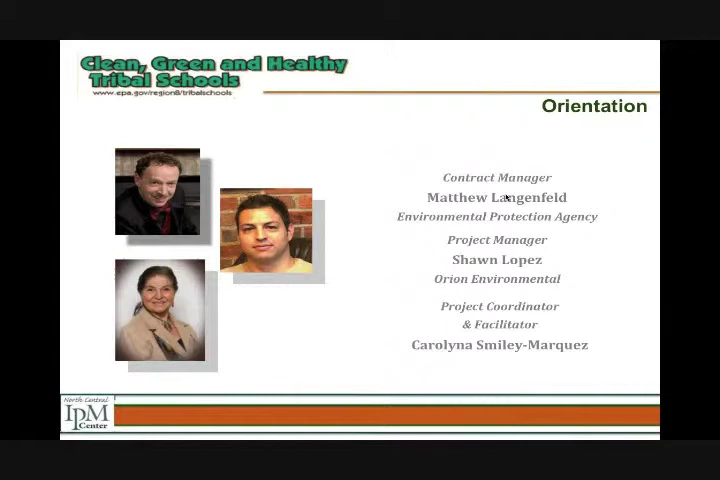 Clean, Green and Healthy
Tribal Schools
www.epa.gov/region8/tribalschools
Orientation
Contract Manager
Matthew Langenfeld
Environmental Protection Agency
Project Manager
Shawn Lopez
Orion Environmental
Project Coordinator
& Facilitator
Carolyna Smiley-Marquez
North Central
IPM
Center